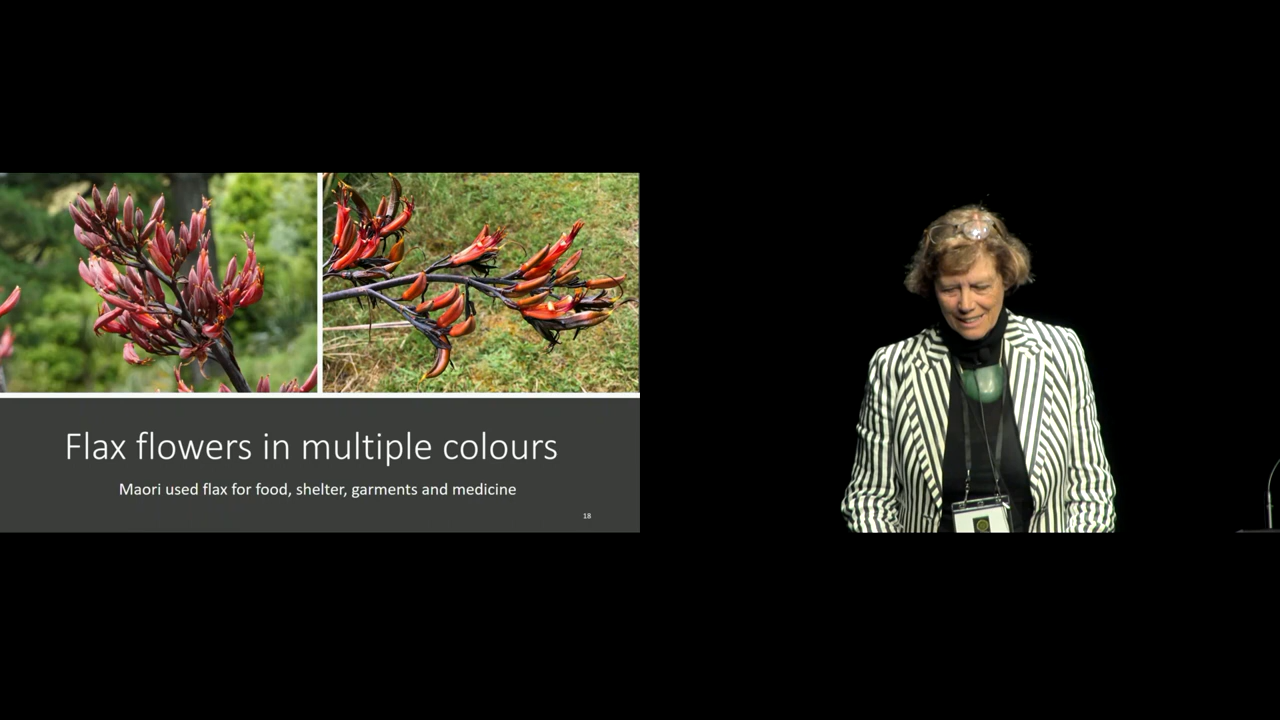 Flax flowers in multiple colours
Maori used flax for food, shelter, garments and medicine
18